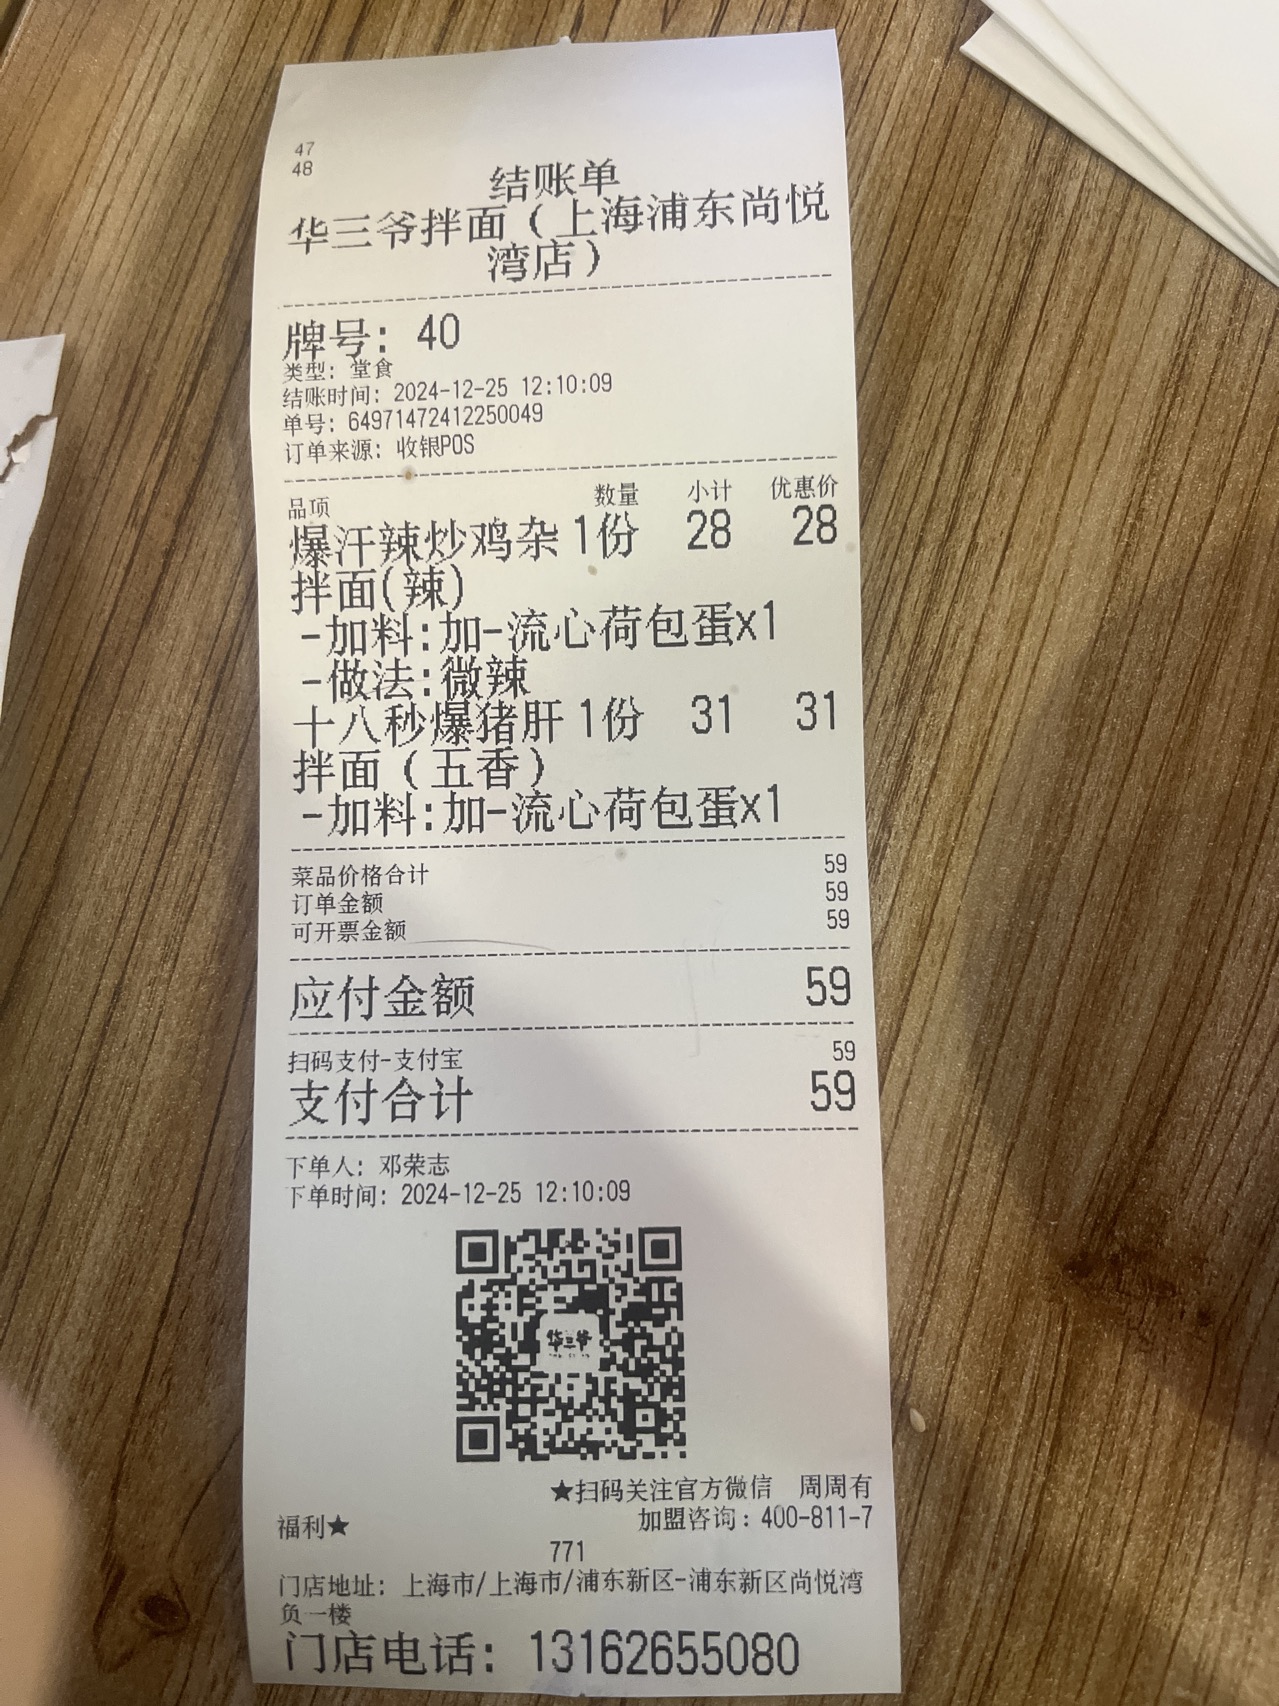 47
48
结账单
华三爷拌面（上海浦东尚悦
湾店）
牌号: 40
类型: 堂食
结账时间: 2024-12-25 12:10:09
单号: 64971472412250049
订单来源: 收银POS
品项 数量 小计 优惠价
爆汗辣炒鸡杂 1份 28 28
拌面(辣)
-加料:加-流心荷包蛋x1
-做法:微辣
十八秒爆猪肝 1份 31 31
拌面（五香）
-加料:加-流心荷包蛋x1
菜品价格合计 59
订单金额 59
可开票金额 59
应付金额 59
扫码支付-支付宝 59
支付合计 59
下单人: 邓荣志
下单时间: 2024-12-25 12:10:09
华三爷
★扫码关注官方微信 周周有
福利★ 加盟咨询：400-811-7
771
门店地址: 上海市/上海市/浦东新区-浦东新区尚悦湾
负一楼
门店电话: 13162655080